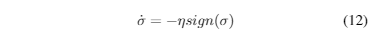 σ̇ = −ηsign(σ) (12)